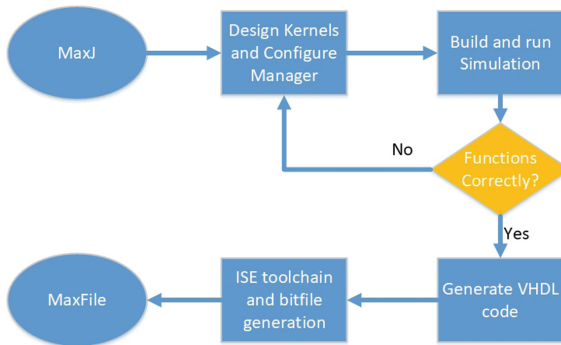 MaxJ
Design Kernels
and Configure
Manager
Build and run
Simulation
No
Functions
Correctly?
Yes
MaxFile
ISE toolchain
and bitfile
generation
Generate VHDL
code